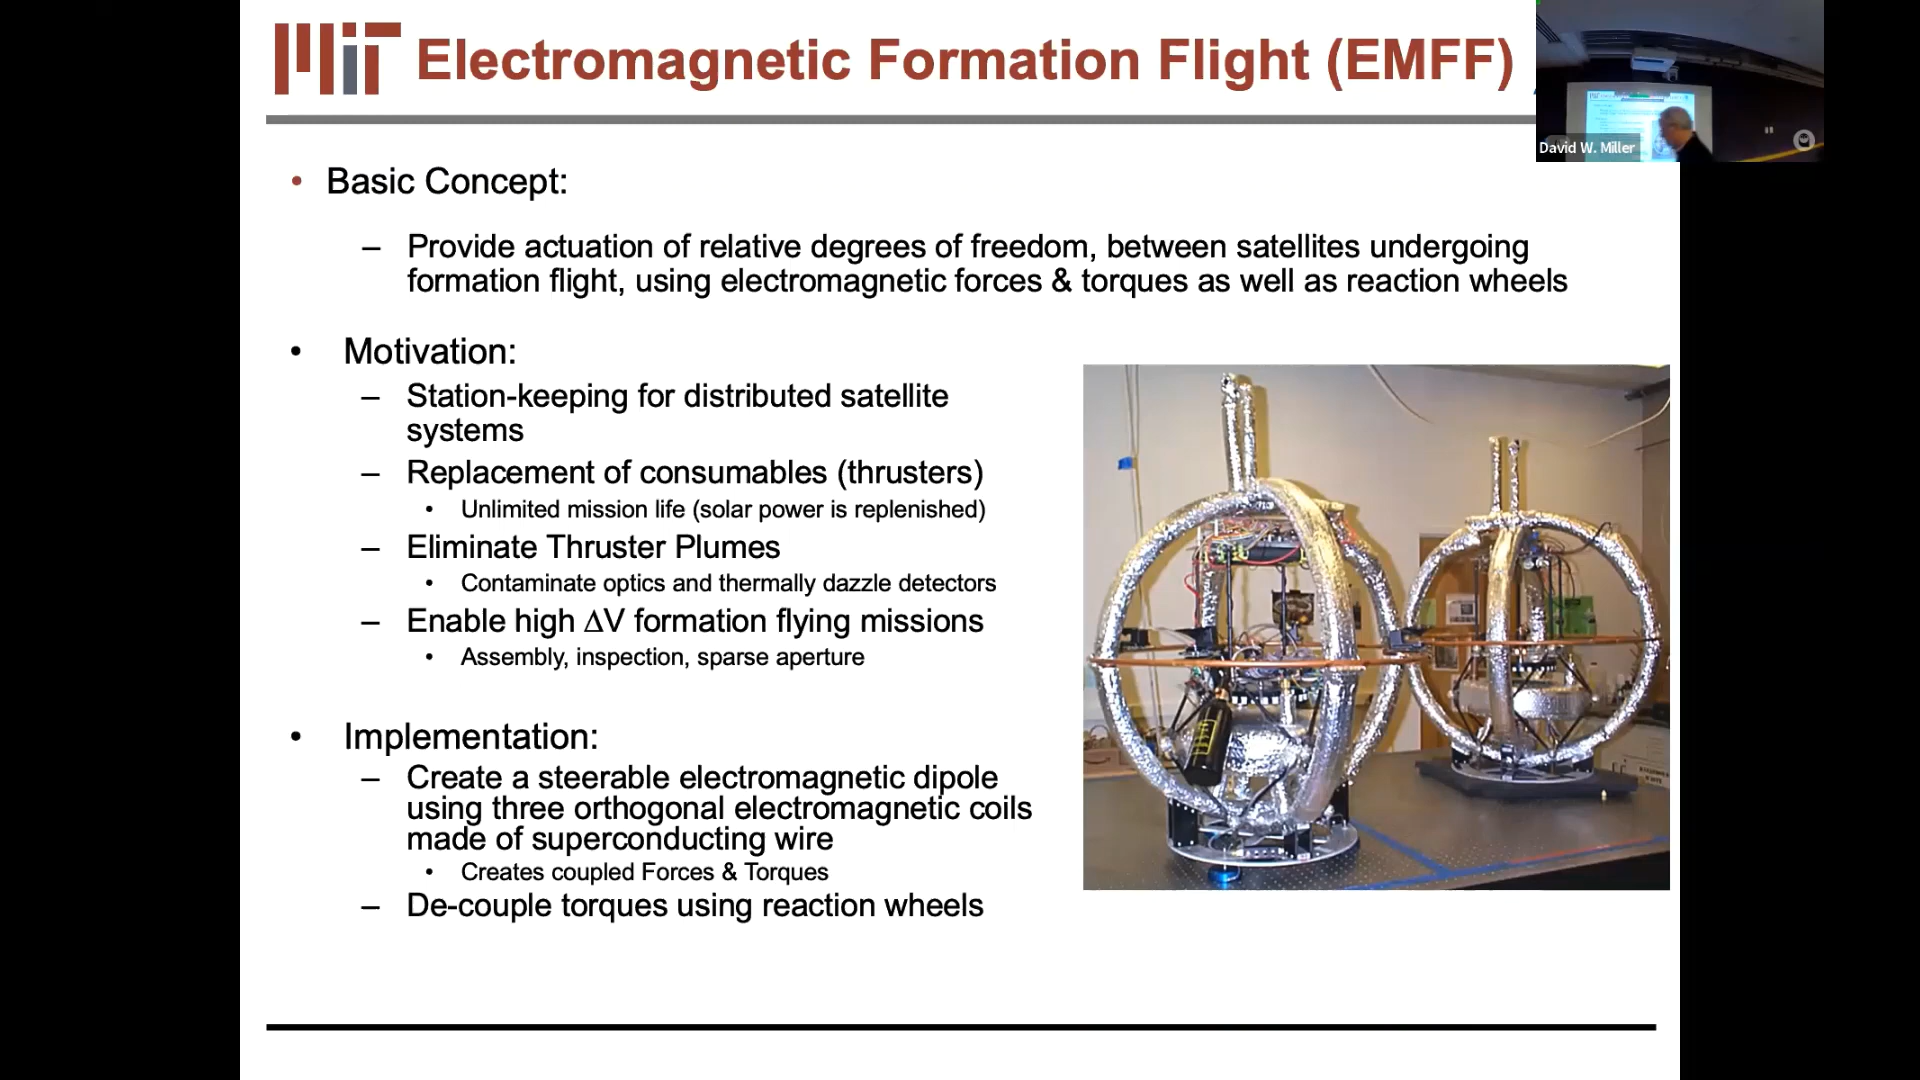 MIT Electromagnetic Formation Flight (EMFF)
David W. Miller
• Basic Concept:
– Provide actuation of relative degrees of freedom, between satellites undergoing
formation flight, using electromagnetic forces & torques as well as reaction wheels
• Motivation:
– Station-keeping for distributed satellite
systems
– Replacement of consumables (thrusters)
• Unlimited mission life (solar power is replenished)
– Eliminate Thruster Plumes
• Contaminate optics and thermally dazzle detectors
– Enable high ΔV formation flying missions
• Assembly, inspection, sparse aperture
• Implementation:
– Create a steerable electromagnetic dipole
using three orthogonal electromagnetic coils
made of superconducting wire
• Creates coupled Forces & Torques
– De-couple torques using reaction wheels